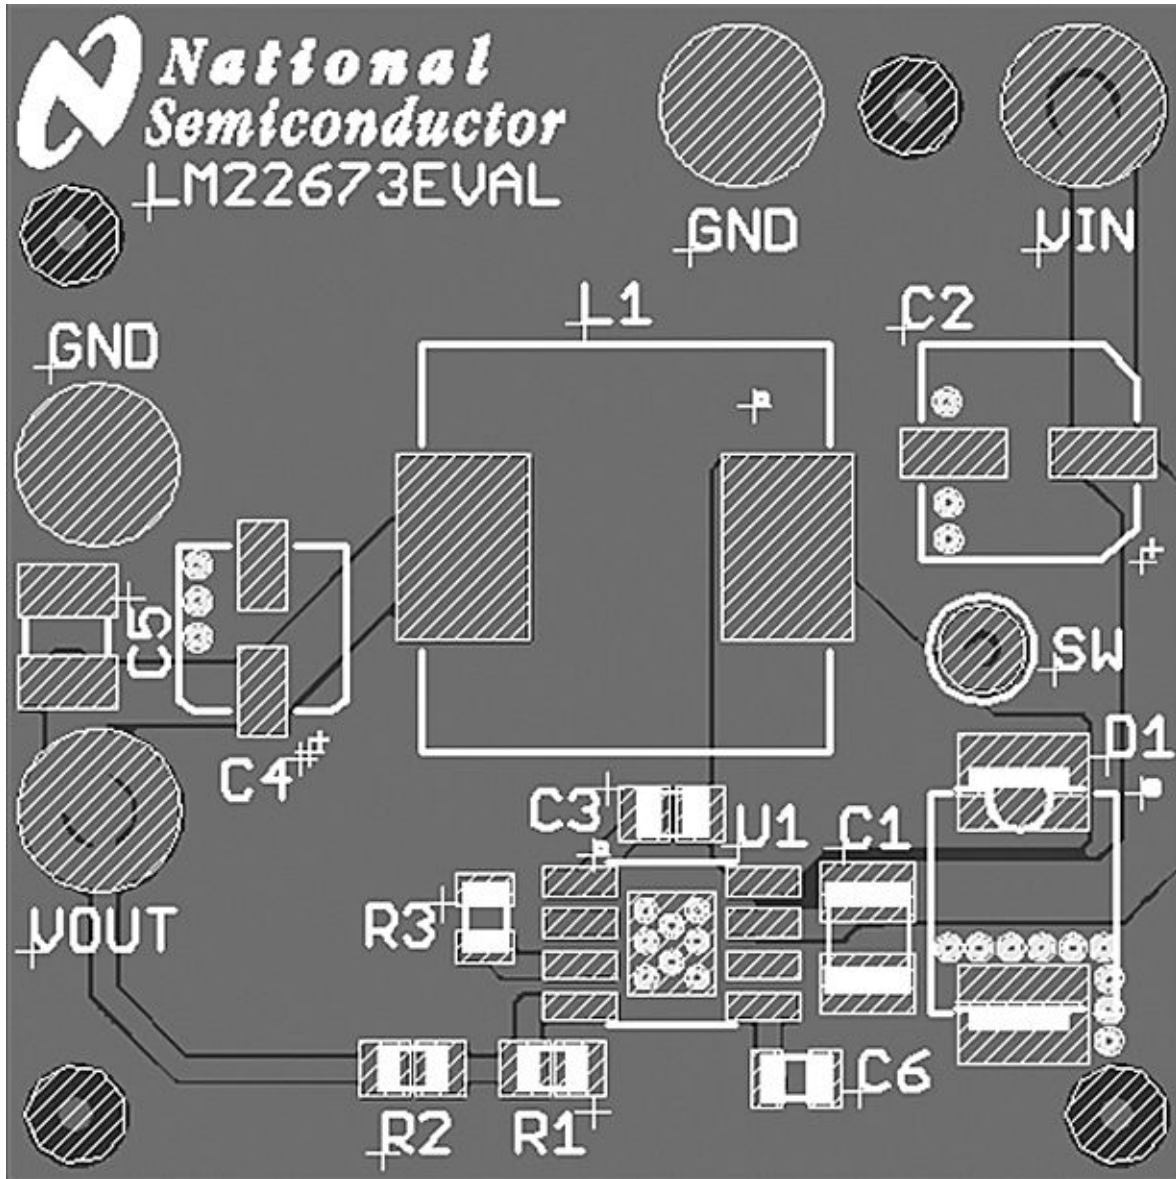 National
Semiconductor
LM22673EVAL
GND
VIN
L1
C2
GND
C5
SW
C4
D1
C3
U1
C1
R3
VOUT
C6
R2
R1